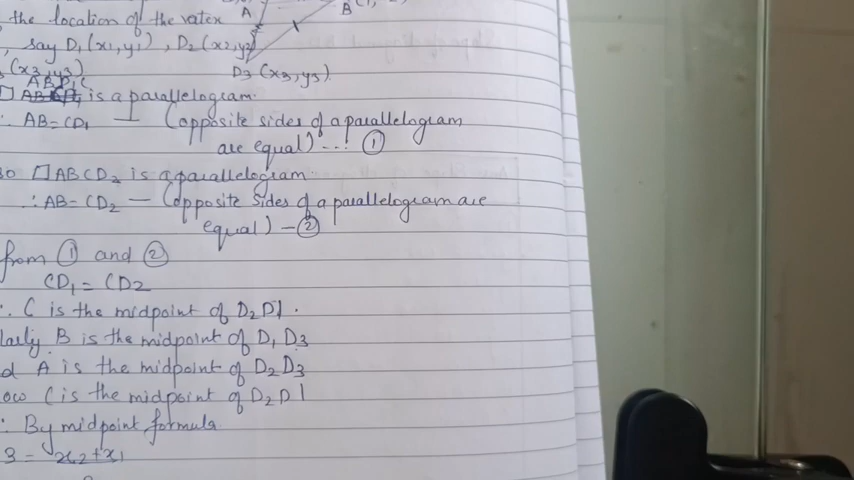 the location of the vertex A B
, say D1(x1,y1) , D2(x2,y2)
(x3,y3) D3 (x3,y3)
ABD1C
□ is a parallelogram.
∴ AB=CD1 — (opposite sides of a parallelogram
are equal) ... ①
so □ABCD2 is a parallelogram.
∴ AB = CD2 — (opposite sides of a parallelogram are
equal) — ②
from ① and ②
CD1 = CD2
∴ C is the midpoint of D2D1.
larly B is the midpoint of D1D3
d A is the midpoint of D2D3
ow C is the midpoint of D2D1
∴ By midpoint formula
3 = x2+x1